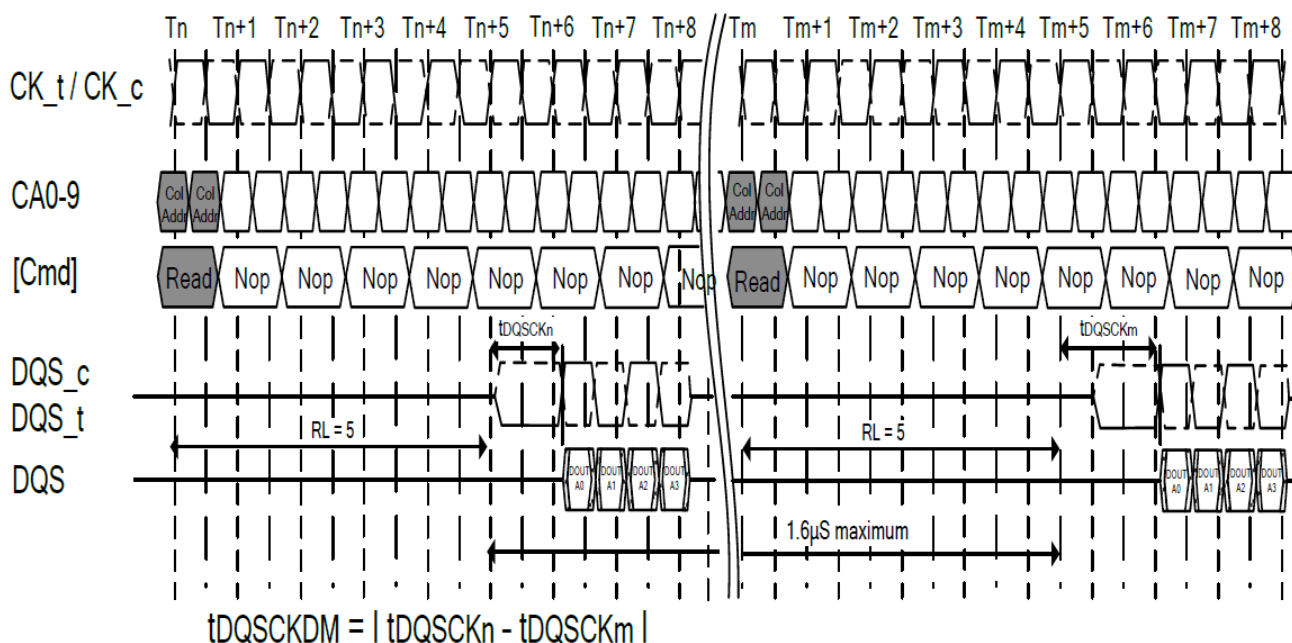 Tn Tn+1 Tn+2 Tn+3 Tn+4 Tn+5 Tn+6 Tn+7 Tn+8 Tm Tm+1 Tm+2 Tm+3 Tm+4 Tm+5 Tm+6 Tm+7 Tm+8
CK_t / CK_c
CA0-9 Col Addr Col Addr Col Addr Col Addr
[Cmd] Read Nop Nop Nop Nop Nop Nop Nop Nop Read Nop Nop Nop Nop Nop Nop Nop Nop
tDQSCKn tDQSCKm
DQS_c
DQS_t
RL = 5 RL = 5
DQS DOUT A0 DOUT A1 DOUT A2 DOUT A3 DOUT A0 DOUT A1 DOUT A2 DOUT A3
1.6µS maximum
tDQSCKDM = | tDQSCKn - tDQSCKm |